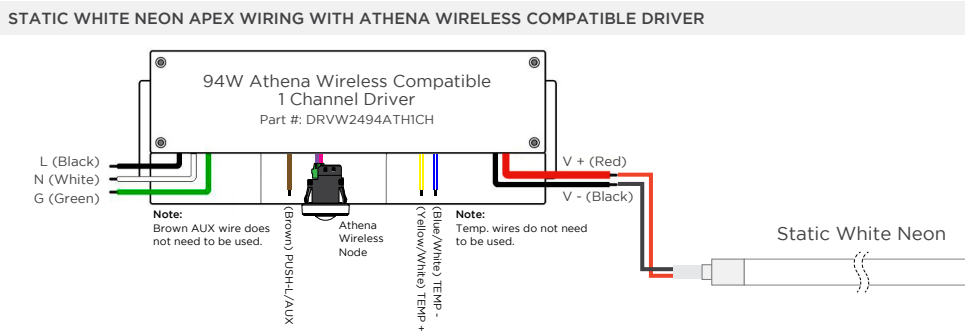 STATIC WHITE NEON APEX WIRING WITH ATHENA WIRELESS COMPATIBLE DRIVER
94W Athena Wireless Compatible
1 Channel Driver
Part #: DRVW2494ATH1CH
L (Black)
N (White)
G (Green)
Note:
Brown AUX wire does
not need to be used.
(Brown) PUSH-L/AUX
Athena
Wireless
Node
(Yellow/White) TEMP +
(Blue/White) TEMP -
Note:
Temp. wires do not need
to be used.
V + (Red)
V - (Black)
Static White Neon